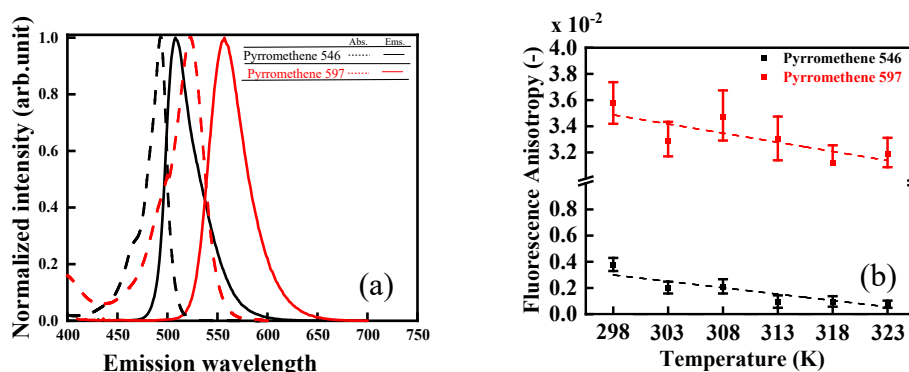 Normalized intensity (arb.unit)
1.0
0.8
0.6
0.4
0.2
0.0
Abs. Ems.
Pyrromethene 546
Pyrromethene 597
(a)
400 450 500 550 600 650 700 750
Emission wavelength
x 10⁻²
Fluorescence Anisotropy (-)
4.0
3.8
3.6
3.4
3.2
0.6
0.4
0.2
0.0
Pyrromethene 546
Pyrromethene 597
(b)
298 303 308 313 318 323
Temperature (K)